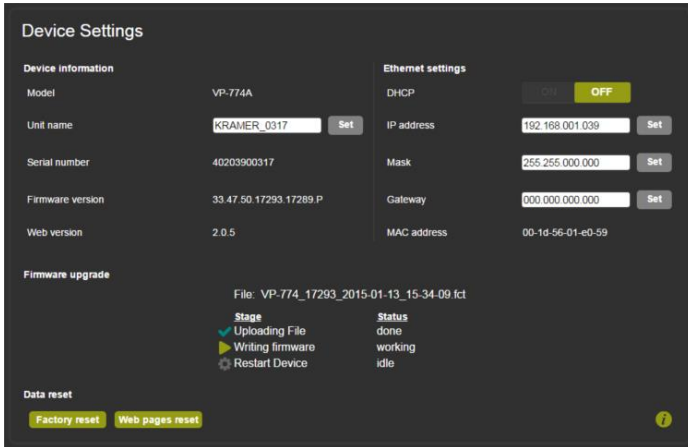 Device Settings
Device information
Model VP-774A
Unit name KRAMER_0317 Set
Serial number 40203900317
Firmware version 33.47.50.17293.17289.P
Web version 2.0.5
Ethernet settings
DHCP ON OFF
IP address 192.168.001.039 Set
Mask 255.255.000.000 Set
Gateway 000.000.000.000 Set
MAC address 00-1d-56-01-e0-59
Firmware upgrade
File: VP-774_17293_2015-01-13_15-34-09.fct
Stage Status
Uploading File done
Writing firmware working
Restart Device idle
Data reset
Factory reset Web pages reset
i